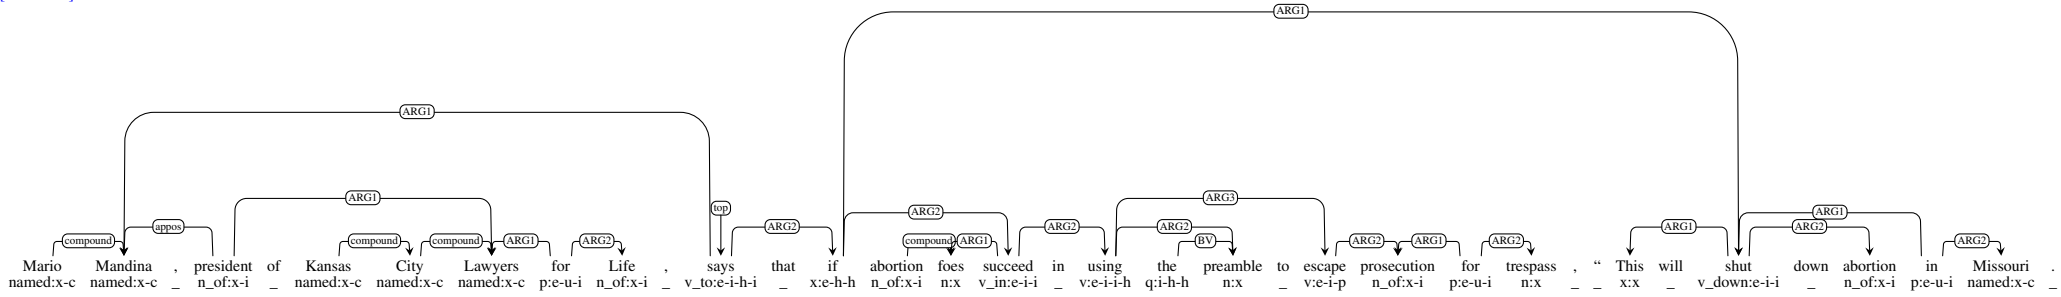 ARG1
ARG1
top
ARG1 ARG3
appos ARG2 ARG2 ARG2 ARG2 ARG1 ARG2 ARG1
compound compound compound ARG1 ARG2 compound ARG1 BV ARG2 ARG1 ARG2 ARG2
Mario Mandina , president of Kansas City Lawyers for Life , says that if abortion foes succeed in using the preamble to escape prosecution for trespass , “ This will shut down abortion in Missouri .
named:x-c named:x-c _ n_of:x-i _ named:x-c named:x-c named:x-c p:e-u-i n_of:x-i _ v_to:e-i-h-i _ x:e-h-h n_of:x-i n:x v_in:e-i-i _ v:e-i-i-h q:i-h-h n:x _ v:e-i-p n_of:x-i p:e-u-i n:x _ _ x:x _ v_down:e-i-i _ n_of:x-i p:e-u-i named:x-c _